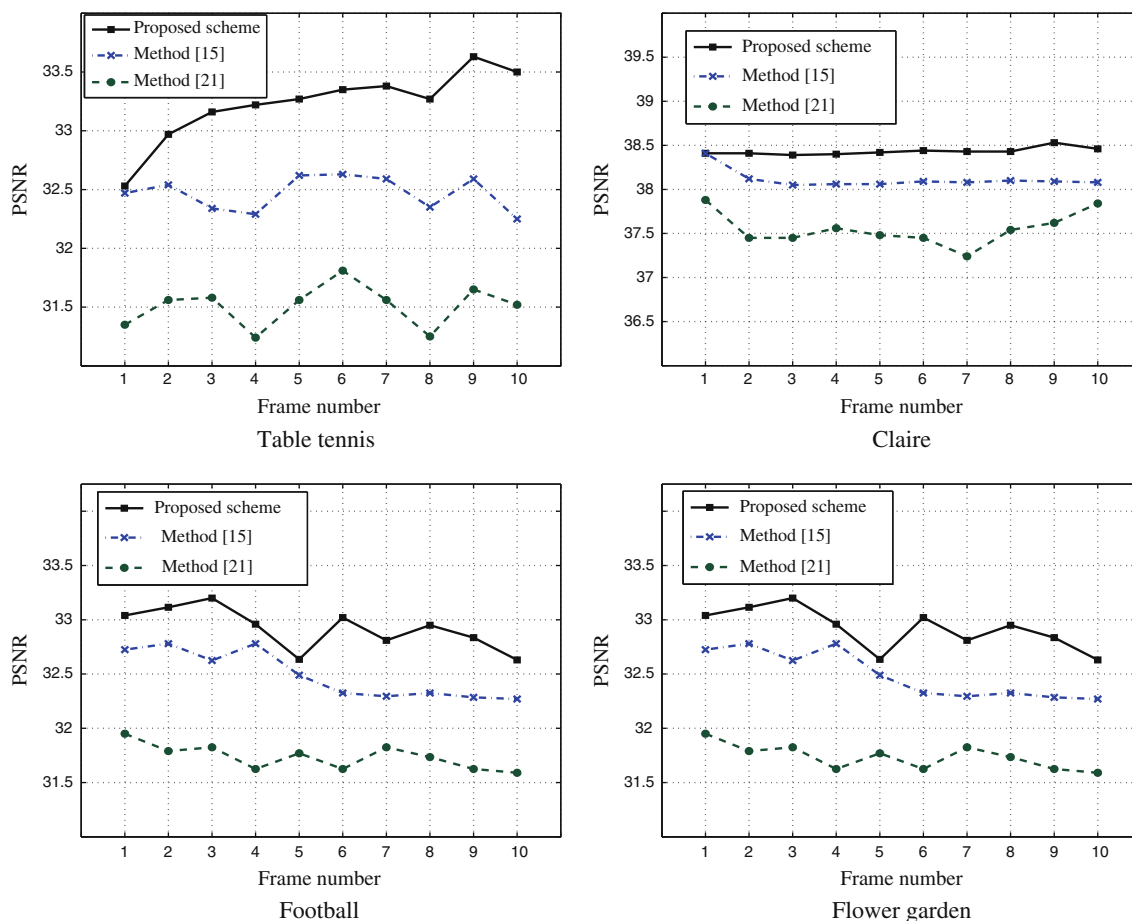 Proposed scheme
Method [15]
Method [21]
33.5
33
32.5
32
31.5
PSNR
1 2 3 4 5 6 7 8 9 10
Frame number
Table tennis
Proposed scheme
Method [15]
Method [21]
39.5
39
38.5
38
37.5
37
36.5
PSNR
1 2 3 4 5 6 7 8 9 10
Frame number
Claire
Proposed scheme
Method [15]
Method [21]
33.5
33
32.5
32
31.5
PSNR
1 2 3 4 5 6 7 8 9 10
Frame number
Football
Proposed scheme
Method [15]
Method [21]
33.5
33
32.5
32
31.5
PSNR
1 2 3 4 5 6 7 8 9 10
Frame number
Flower garden